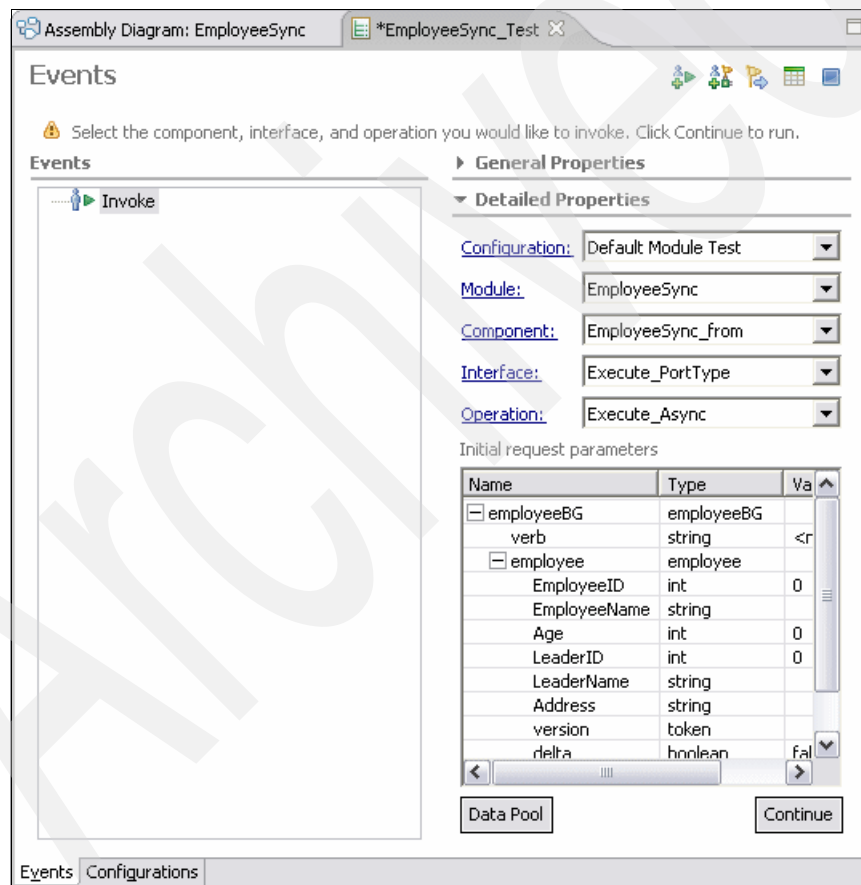 Assembly Diagram: EmployeeSync *EmployeeSync_Test
Events
Select the component, interface, and operation you would like to invoke. Click Continue to run.
Events
Invoke
General Properties
Detailed Properties
Configuration: Default Module Test
Module: EmployeeSync
Component: EmployeeSync_from
Interface: Execute_PortType
Operation: Execute_Async
Initial request parameters
Name Type Va
employeeBG employeeBG
verb string <r
employee employee
EmployeeID int 0
EmployeeName string
Age int 0
LeaderID int 0
LeaderName string
Address string
version token
delta boolean fal
Data Pool Continue
Events Configurations
Archived